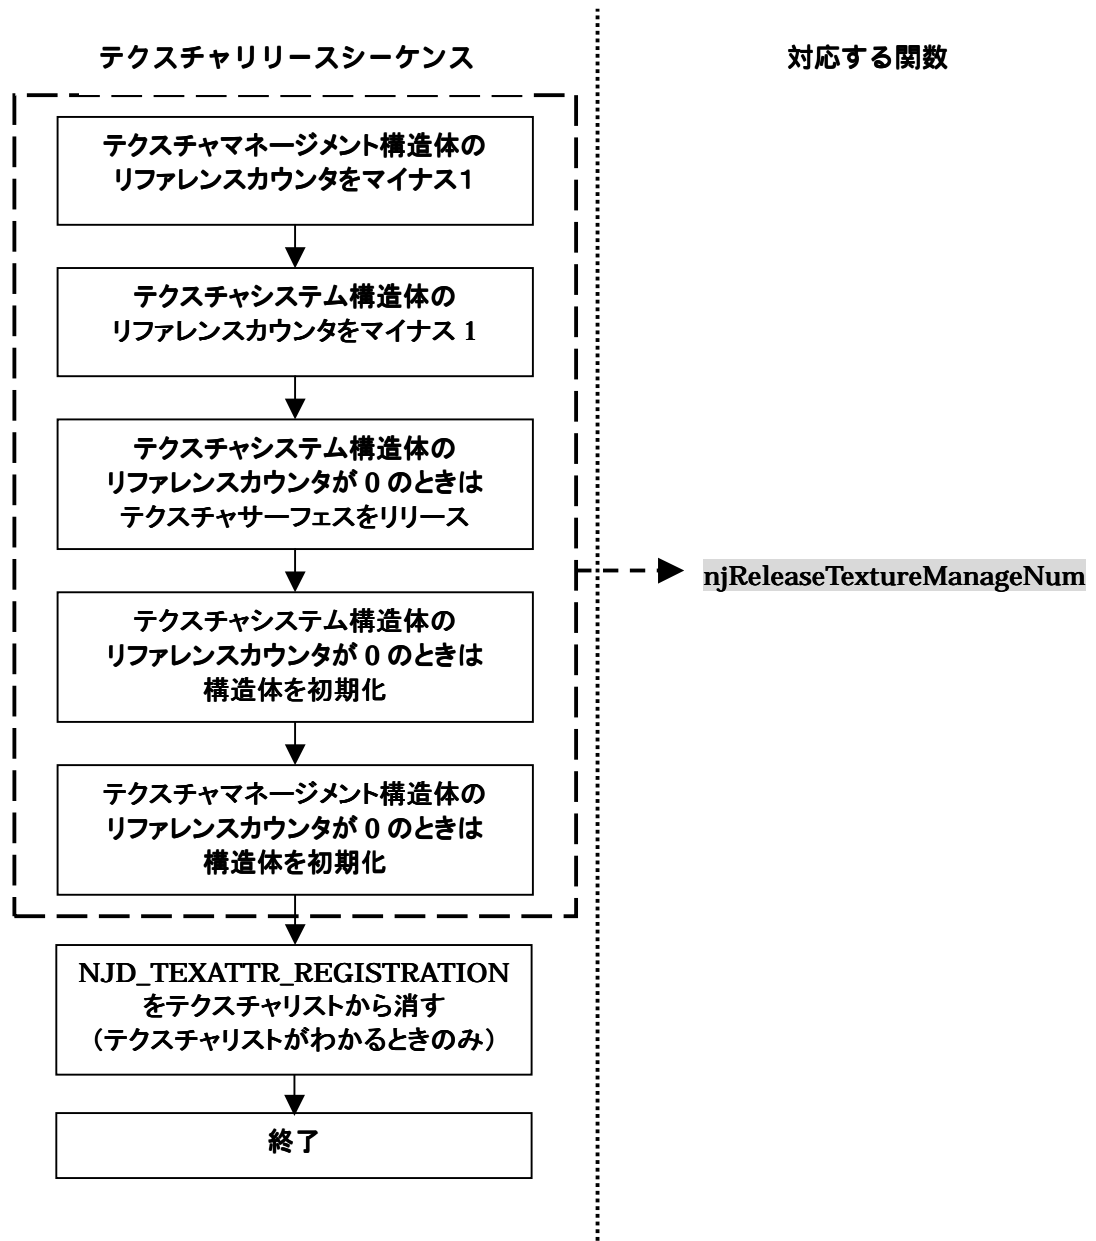 テクスチャリリースシーケンス
対応する関数
テクスチャマネージメント構造体の
リファレンスカウンタをマイナス1
テクスチャシステム構造体の
リファレンスカウンタをマイナス 1
テクスチャシステム構造体の
リファレンスカウンタが 0 のときは
テクスチャサーフェスをリリース
njReleaseTextureManageNum
テクスチャシステム構造体の
リファレンスカウンタが 0 のときは
構造体を初期化
テクスチャマネージメント構造体の
リファレンスカウンタが 0 のときは
構造体を初期化
NJD_TEXATTR_REGISTRATION
をテクスチャリストから消す
（テクスチャリストがわかるときのみ）
終了